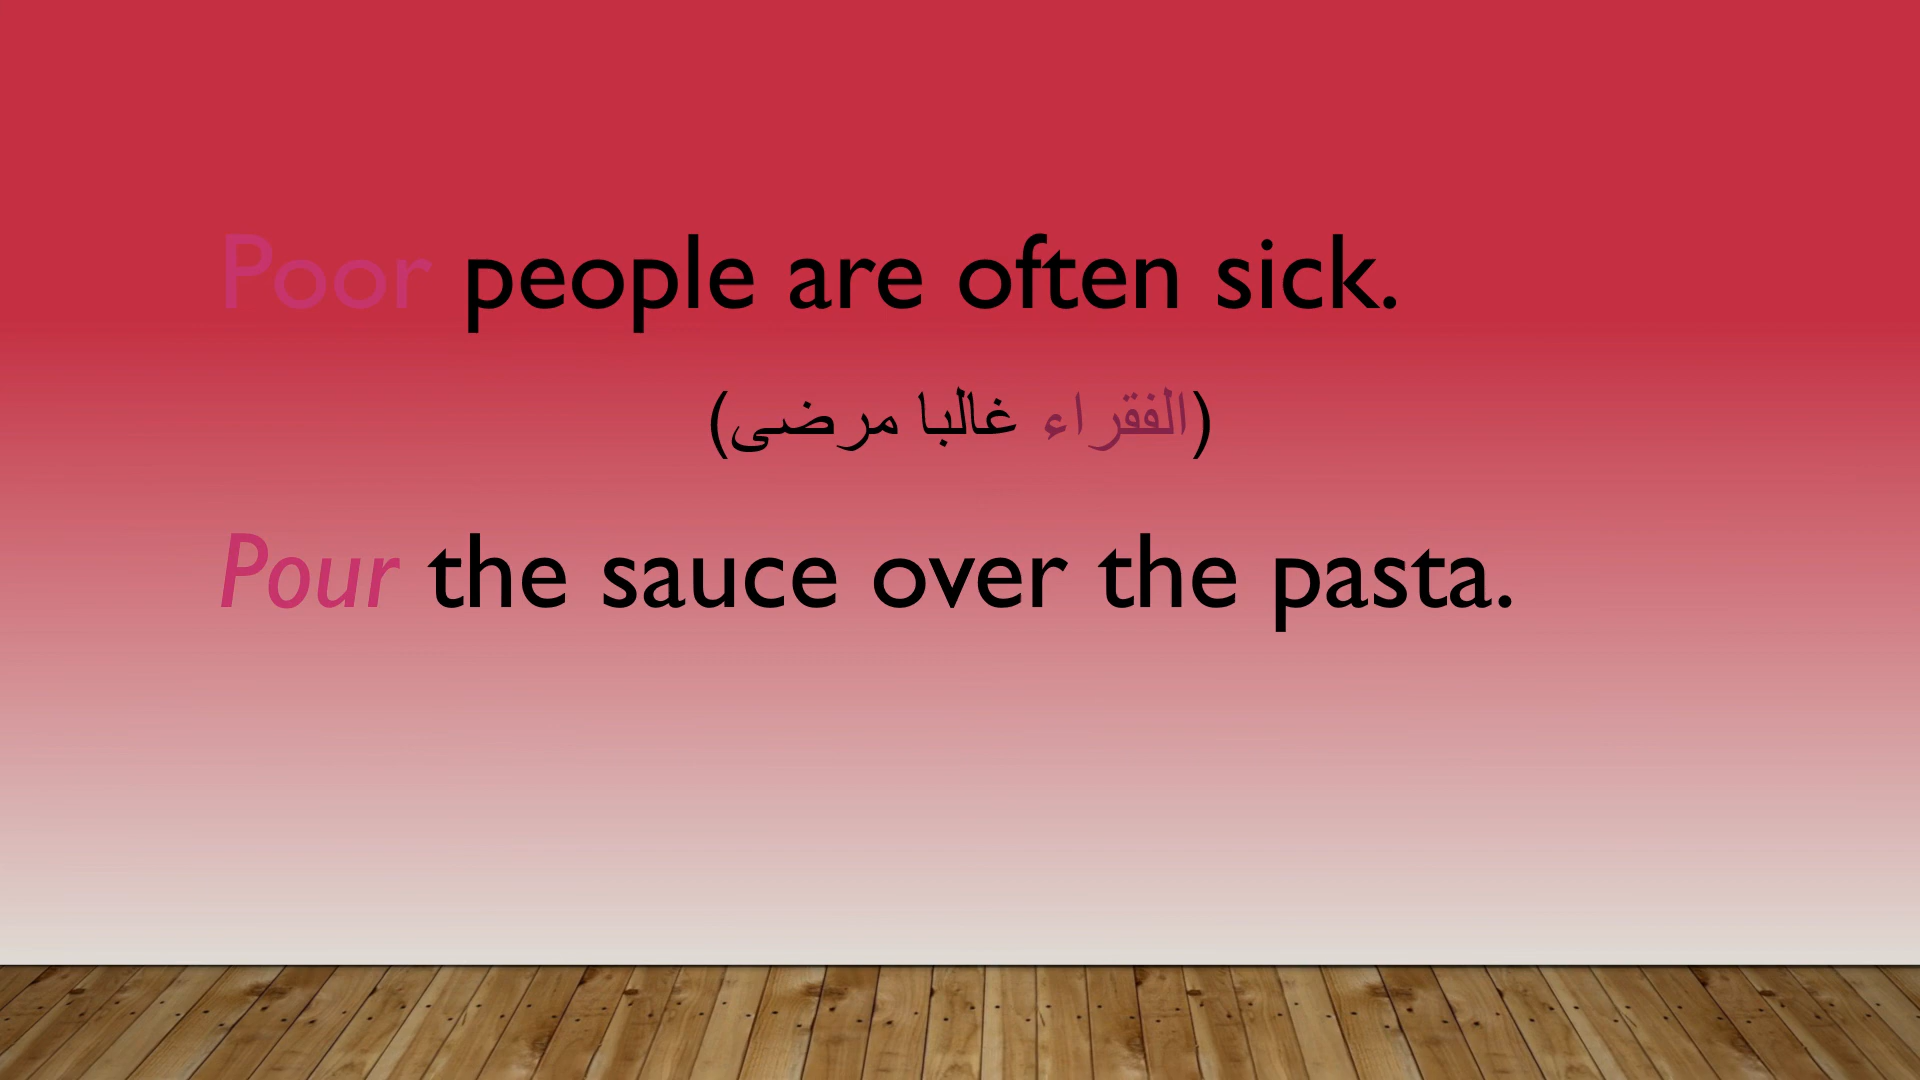 Poor people are often sick.
(الفقراء غالبا مرضى)
Pour the sauce over the pasta.